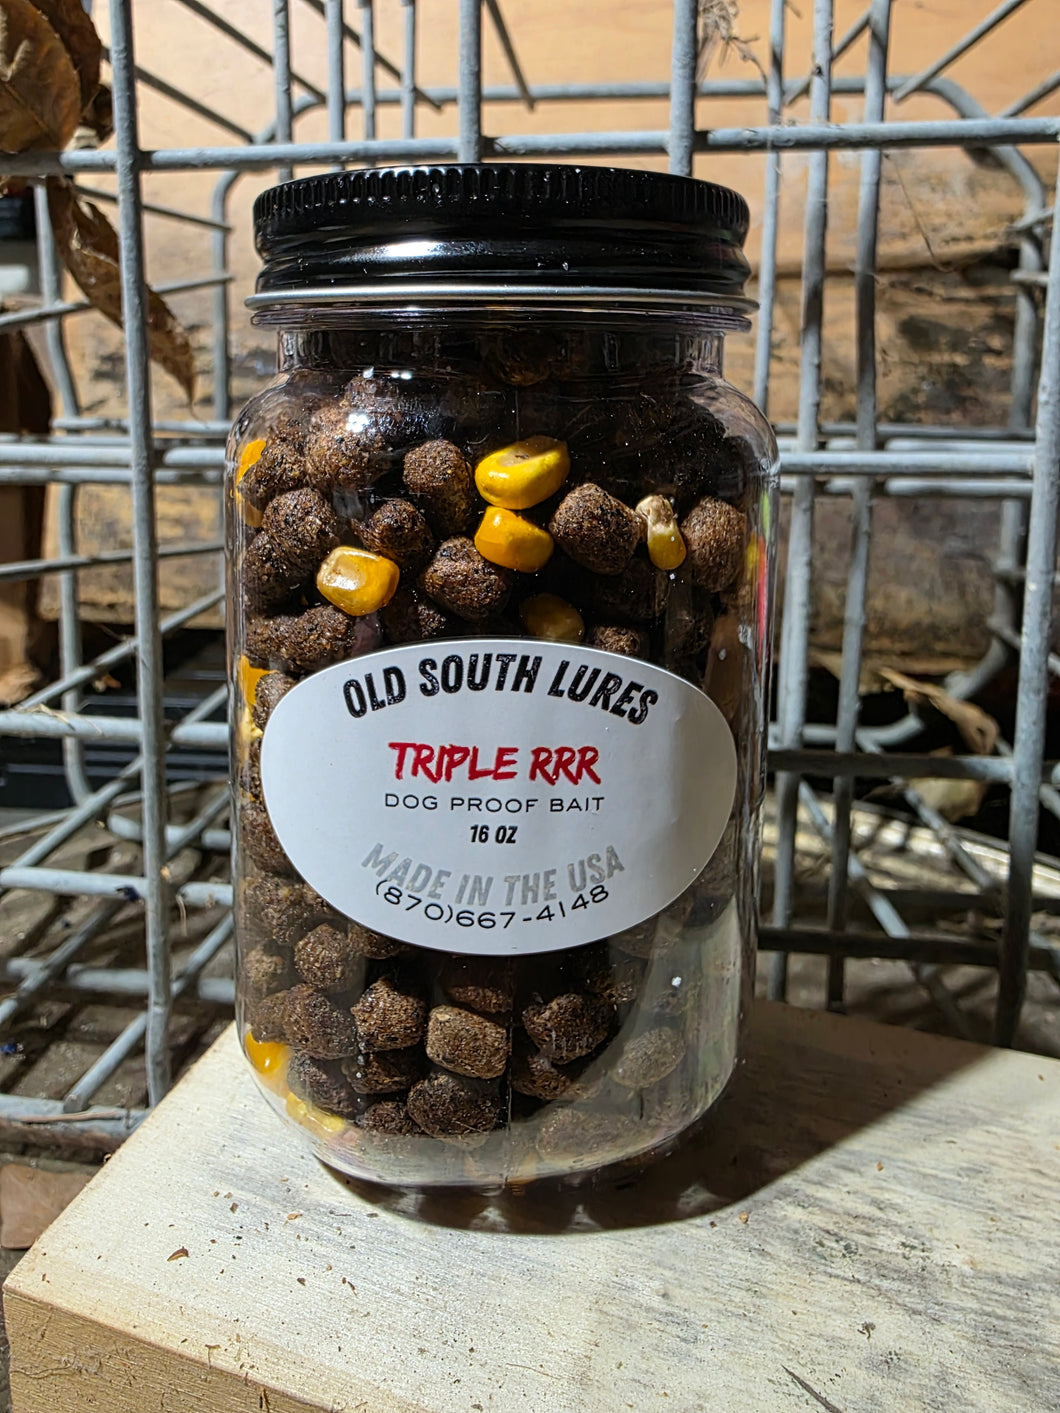 OLD SOUTH LURES
TRIPLE RRR
DOG PROOF BAIT
16 OZ
MADE IN THE USA
(870)667-4148